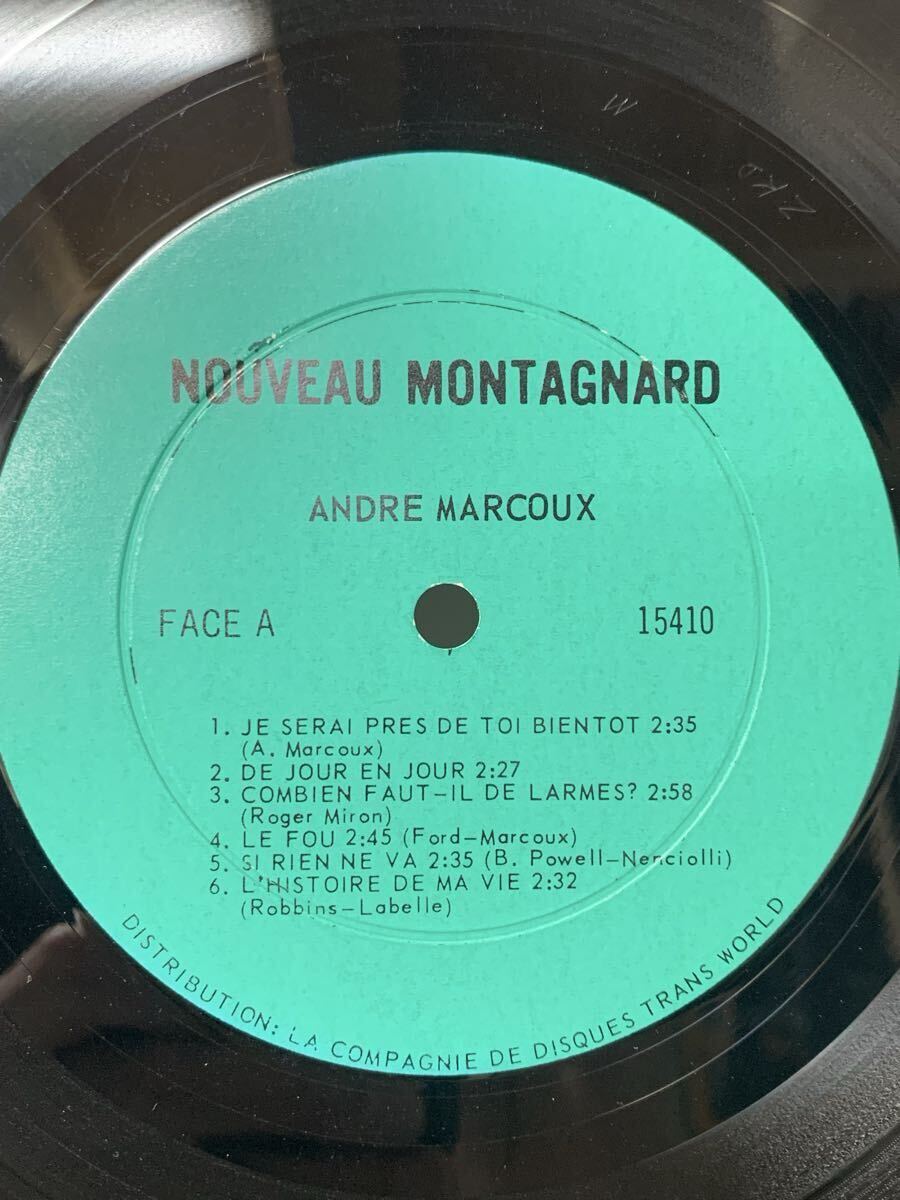 NOUVEAU MONTAGNARD
ANDRE MARCOUX
FACE A
15410
1. JE SERAI PRES DE TOI BIENTOT 2:35
(A. Marcoux)
2. DE JOUR EN JOUR 2:27
3. COMBIEN FAUT-IL DE LARMES? 2:58
(Roger Miron)
4. LE FOU 2:45 (Ford-Marcoux)
5. SI RIEN NE VA 2:35 (B. Powell-Nenciolli)
6. L'HISTOIRE DE MA VIE 2:32
(Robbins-Labelle)
DISTRIBUTION: LA COMPAGNIE DE DISQUES TRANS WORLD